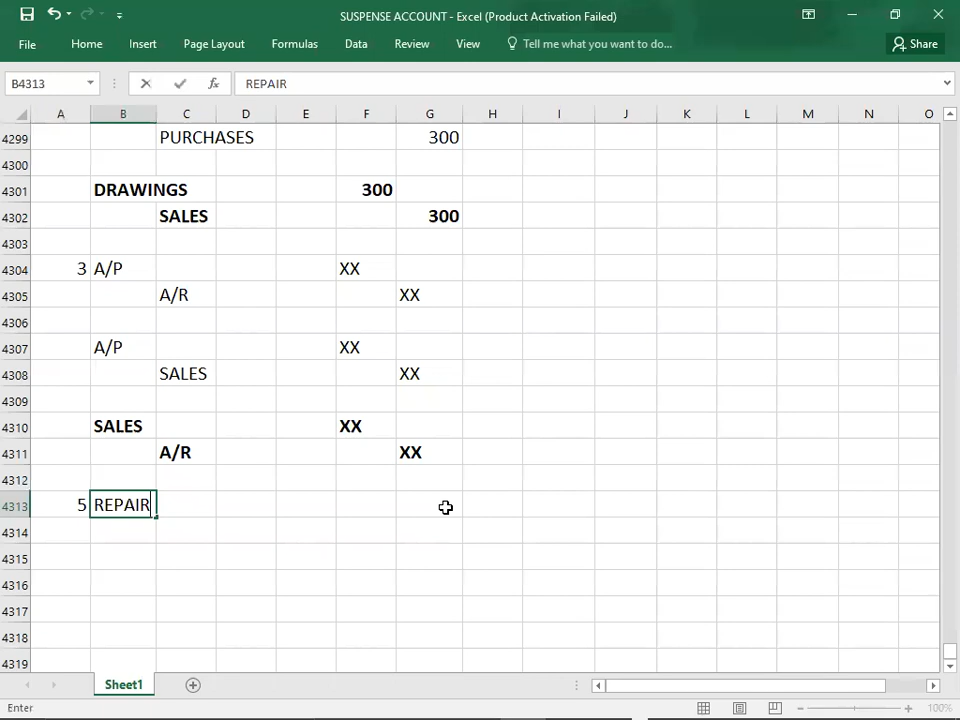 SUSPENSE ACCOUNT - Excel (Product Activation Failed)
File Home Insert Page Layout Formulas Data Review View Tell me what you want to do... Share
B4313 fx REPAIR
A B C D E F G H I J K L M N O
4299 PURCHASES 300
4300
4301 DRAWINGS 300
4302 SALES 300
4303
4304 3 A/P XX
4305 A/R XX
4306
4307 A/P XX
4308 SALES XX
4309
4310 SALES XX
4311 A/R XX
4312
4313 5 REPAIR
4314
4315
4316
4317
4318
4319
Sheet1
Enter 100%